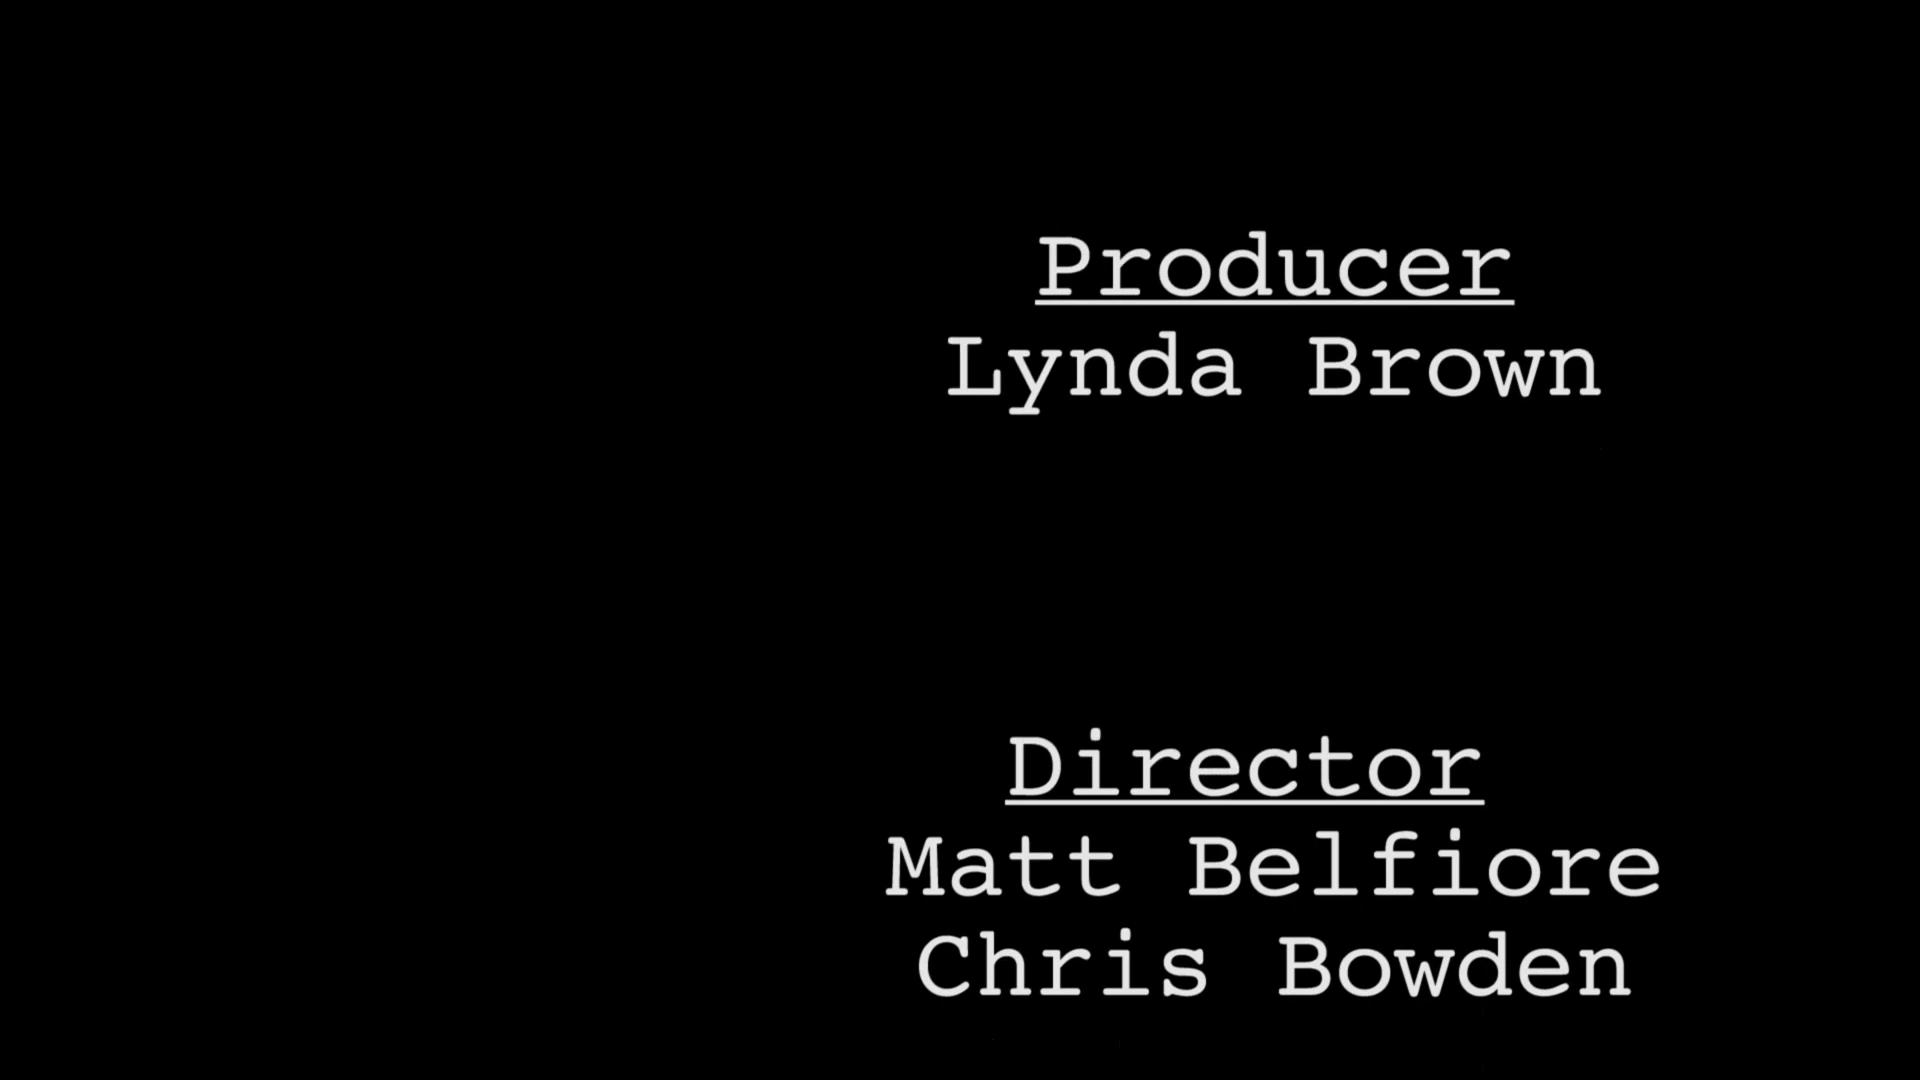 Producer
Lynda Brown
Director
Matt Belfiore
Chris Bowden